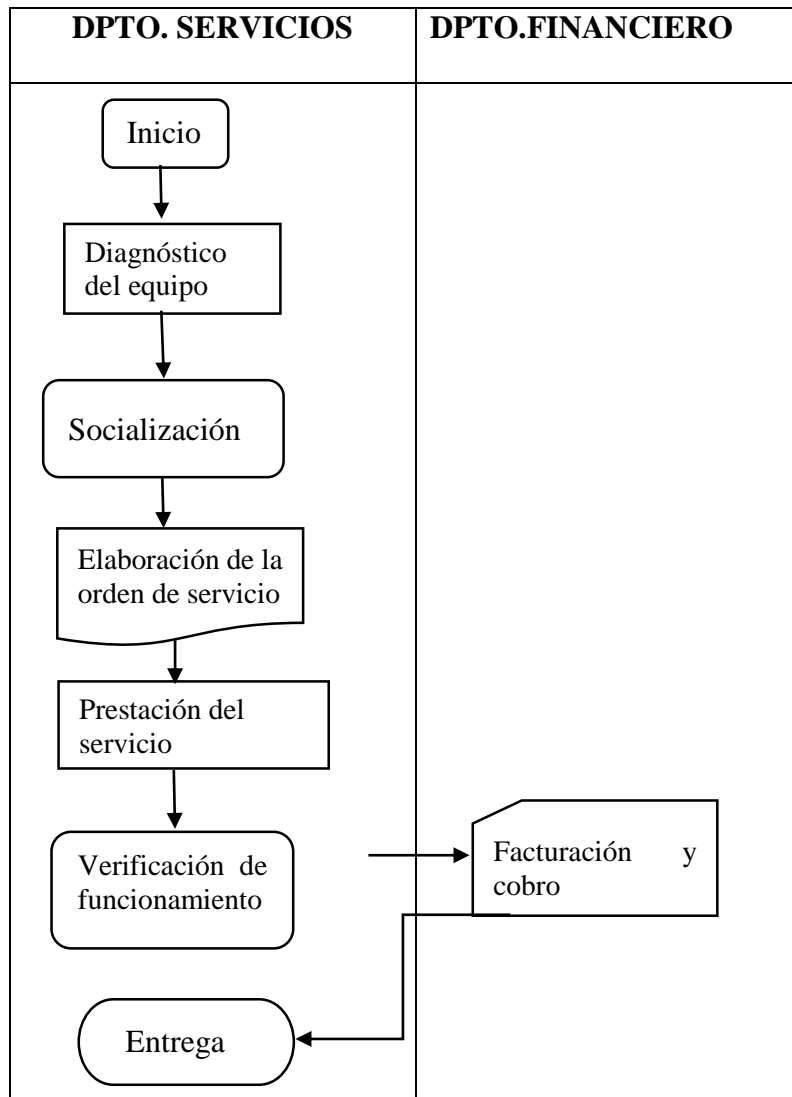 DPTO. SERVICIOS
DPTO.FINANCIERO
Inicio
Diagnóstico
del equipo
Socialización
Elaboración de la
orden de servicio
Prestación del
servicio
Verificación de
funcionamiento
Facturación y
cobro
Entrega